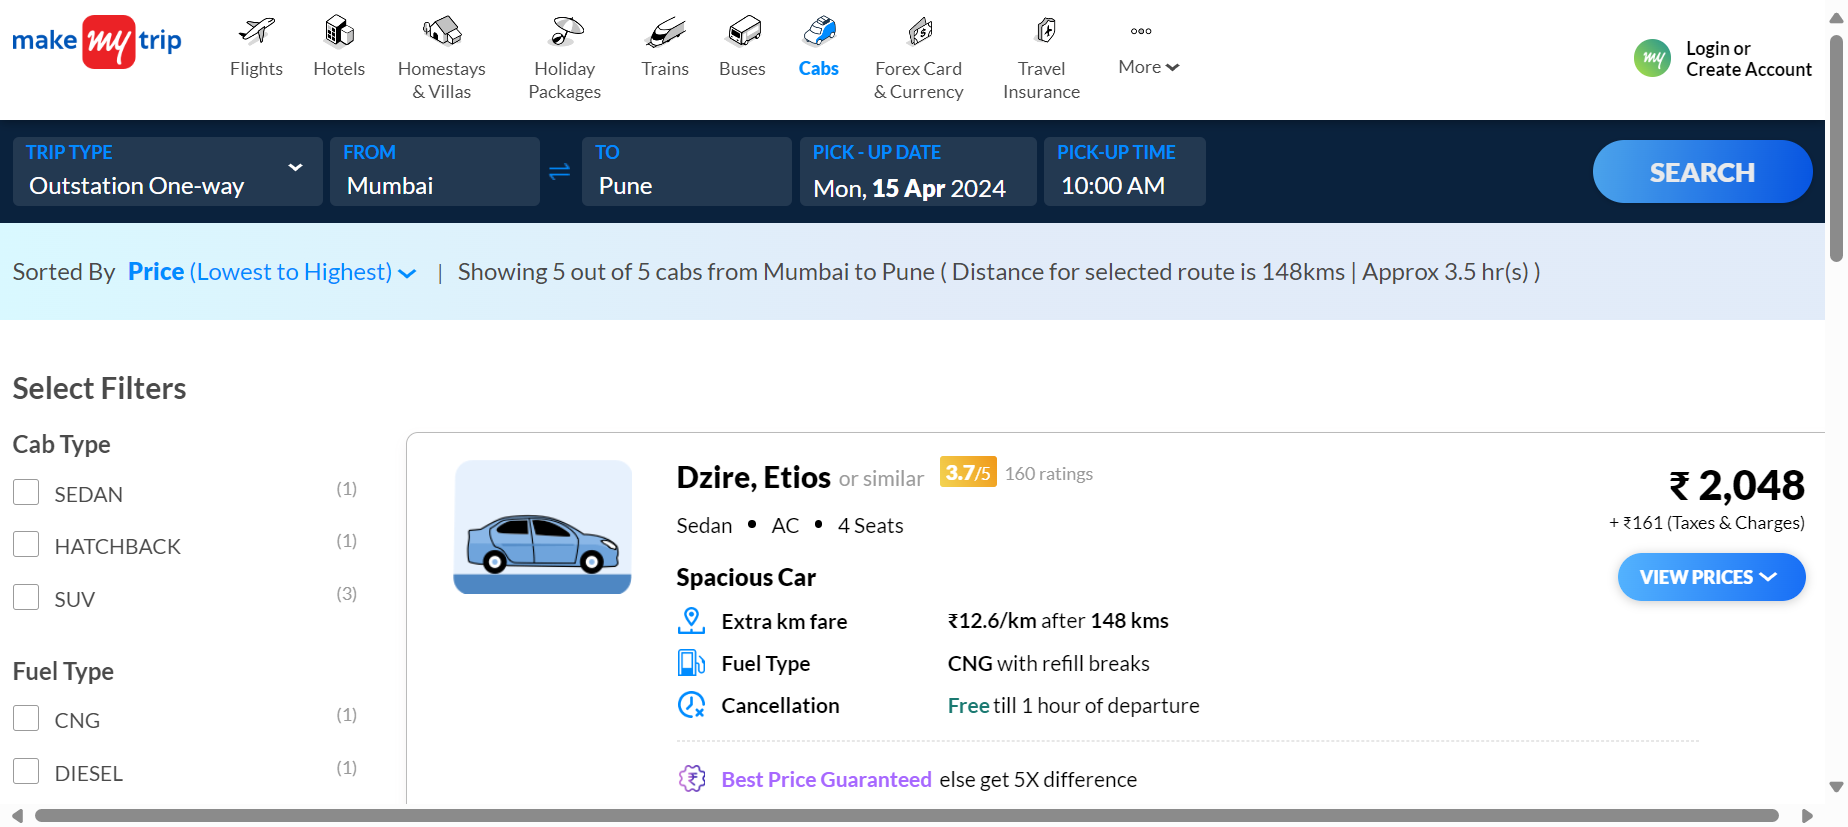 make my trip
Flights
Hotels
Homestays
& Villas
Holiday
Packages
Trains
Buses
Cabs
Forex Card
& Currency
Travel
Insurance
More
my
Login or
Create Account
TRIP TYPE
Outstation One-way
FROM
Mumbai
TO
Pune
PICK - UP DATE
Mon, 15 Apr 2024
PICK-UP TIME
10:00 AM
SEARCH
Sorted By Price (Lowest to Highest) | Showing 5 out of 5 cabs from Mumbai to Pune ( Distance for selected route is 148kms | Approx 3.5 hr(s) )
Select Filters
Cab Type
SEDAN (1)
HATCHBACK (1)
SUV (3)
Fuel Type
CNG (1)
DIESEL (1)
Dzire, Etios or similar 3.7/5 160 ratings
Sedan • AC • 4 Seats
Spacious Car
Extra km fare ₹12.6/km after 148 kms
Fuel Type CNG with refill breaks
Cancellation Free till 1 hour of departure
₹ Best Price Guaranteed else get 5X difference
₹ 2,048
+ ₹161 (Taxes & Charges)
VIEW PRICES